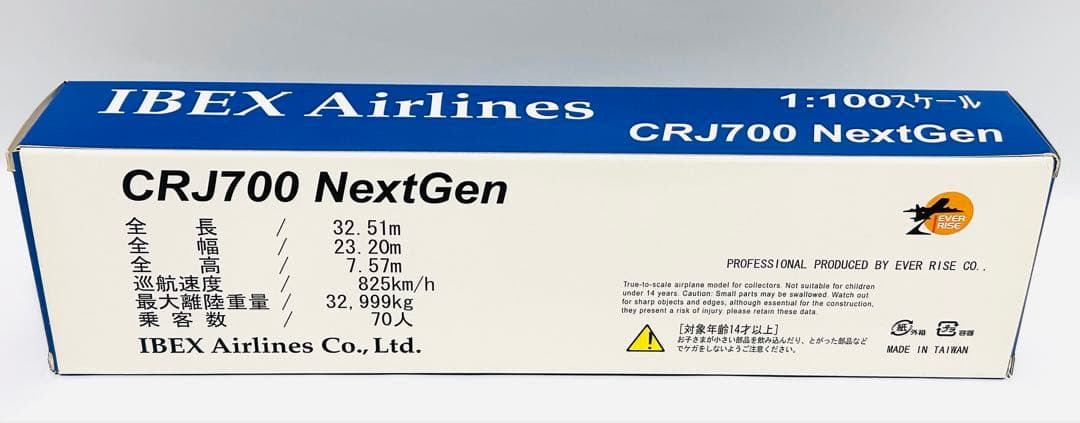 IBEX Airlines
1:100スケール
CRJ700 NextGen
CRJ700 NextGen
全長 / 32.51m
全幅 / 23.20m
全高 / 7.57m
巡航速度 / 825km/h
最大離陸重量 / 32,999kg
乗客数 / 70人
IBEX Airlines Co., Ltd.
EVER
RISE
PROFESSIONAL PRODUCED BY EVER RISE CO.,
True-to-scale airplane model for collectors. Not suitable for children
under 14 years. Caution: Small parts may be swallowed. Watch out
for sharp objects and edges, although essential for the construction,
they present a risk of injury. please retain these data.
[対象年齢14才以上]
お子さまが小さい部品を飲み込んだり、とがった部品など
でケガをしないようご注意ください。
紙 外箱
プラ 容器
MADE IN TAIWAN